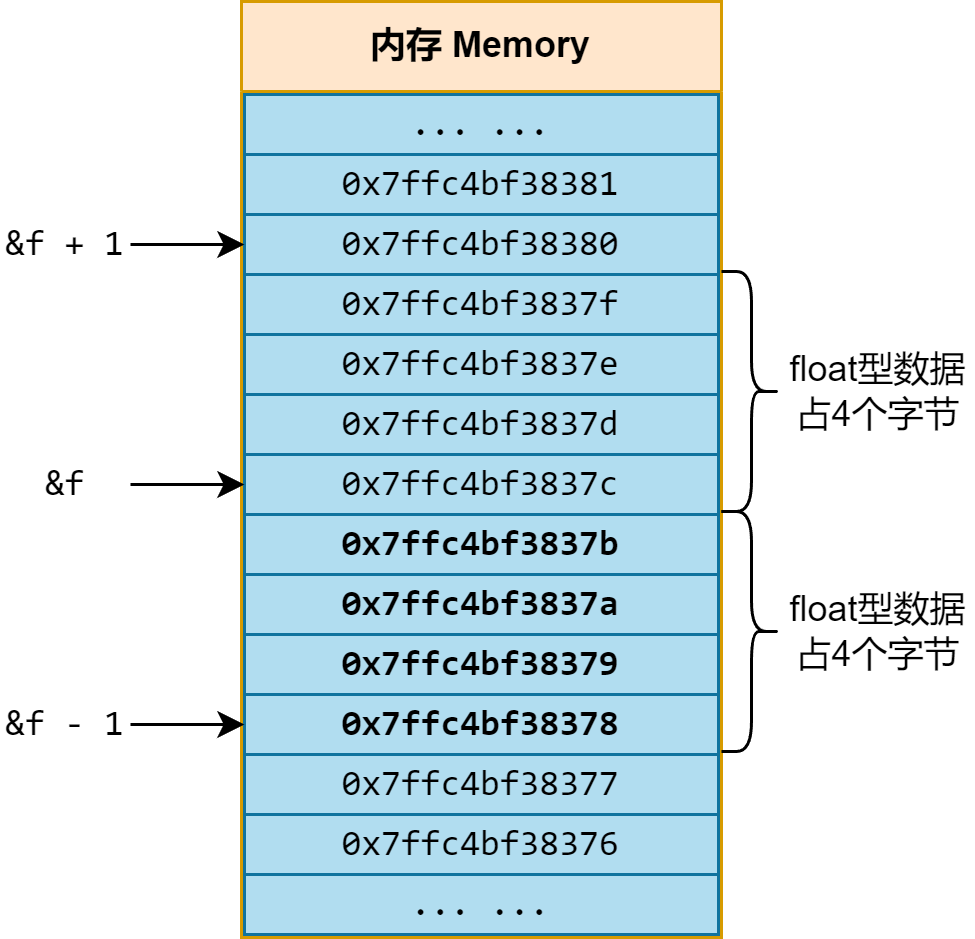 内存 Memory
... ...
0x7ffc4bf38381
&f + 1
0x7ffc4bf38380
0x7ffc4bf3837f
0x7ffc4bf3837e
float型数据
占4个字节
0x7ffc4bf3837d
&f
0x7ffc4bf3837c
0x7ffc4bf3837b
0x7ffc4bf3837a
float型数据
占4个字节
0x7ffc4bf38379
&f - 1
0x7ffc4bf38378
0x7ffc4bf38377
0x7ffc4bf38376
... ...